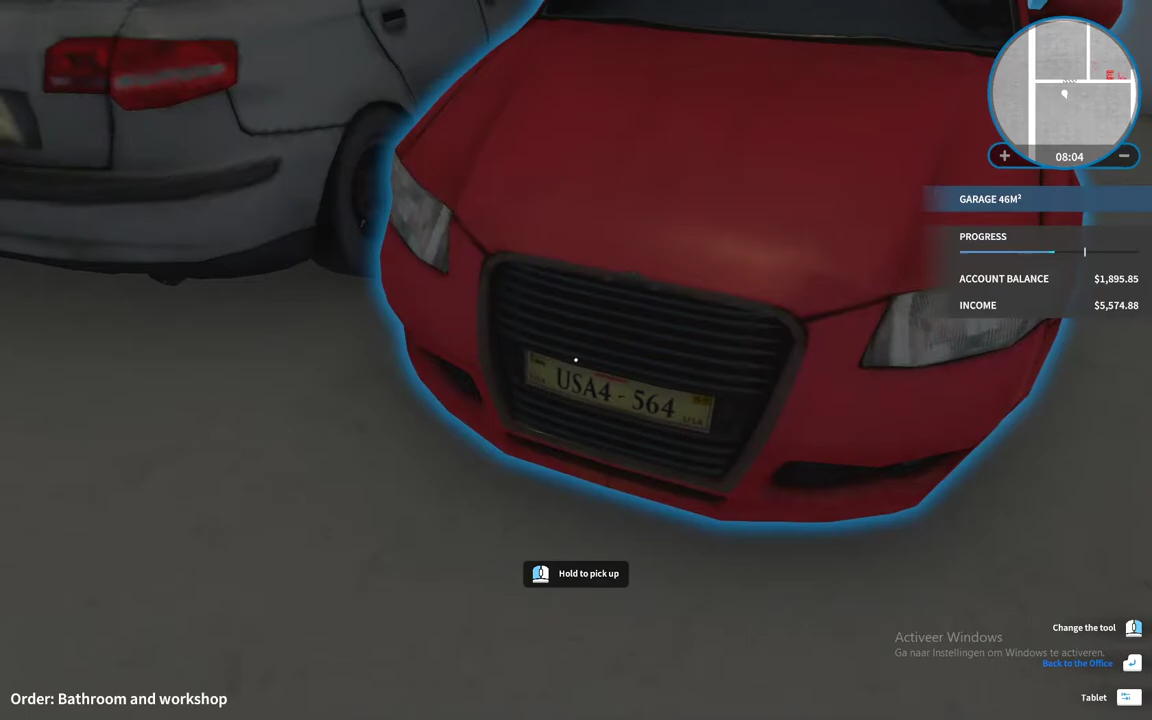 08:04
GARAGE 46M²
PROGRESS
ACCOUNT BALANCE $1,895.85
INCOME $5,574.88
USA4 - 564
USA
Hold to pick up
Change the tool
Activeer Windows
Ga naar Instellingen om Windows te activeren.
Back to the Office
Tablet
Order: Bathroom and workshop